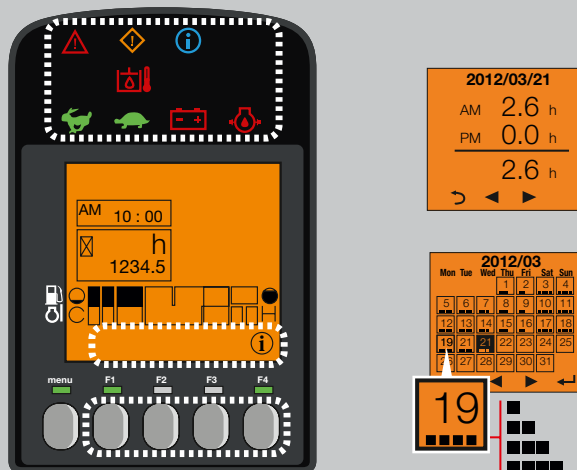 AM 10 : 00
h
1234.5
C H
i
menu F1 F2 F3 F4
2012/03/21
AM 2.6 h
PM 0.0 h
2.6 h
2012/03
Mon Tue Wed Thu Fri Sat Sun
1 2 3 4
5 6 7 8 9 10 11
12 13 14 15 16 17 18
19 21 21 22 23 24 25
27 28 29 30 31
19